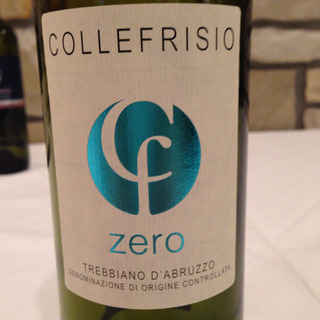 COLLEFRISIO
Cf
zero
TREBBIANO D'ABRUZZO
DENOMINAZIONE DI ORIGINE CONTROLLATA